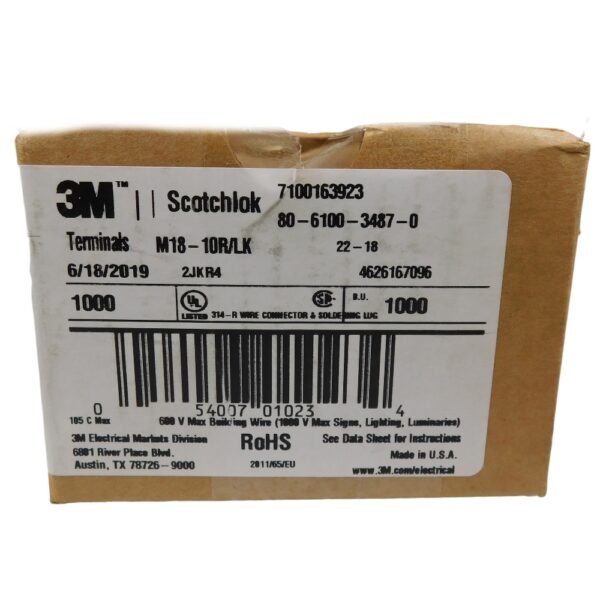 3M™ || Scotchlok 7100163923
80-6100-3487-0
Terminals M18-10R/LK 22-18
6/18/2019 2JKR4 4626167096
1000 UL SA B.U. 1000
LISTED 314-R WIRE CONNECTOR & SOLDERING LUG
0 54007 01023 4
105 C Max 600 V Max Building Wire (1000 V Max Signs, Lighting, Luminaries)
3M Electrical Markets Division RoHS See Data Sheet for Instructions
6801 River Place Blvd. Made in U.S.A.
Austin, TX 78726-9000 2011/65/EU www.3M.com/electrical